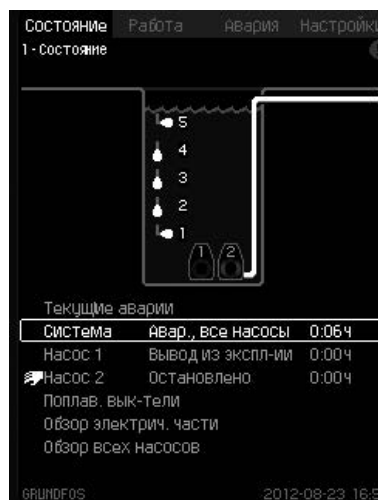 Состояние Работа Авария Настройки
1 - Состояние
5
4
3
2
1
1 2
Текущие аварии
Система Авар., все насосы 0:06ч
Насос 1 Вывод из экспл-ии 0:00ч
Насос 2 Остановлено 0:00ч
Поплав. вык-тели
Обзор электрич. части
Обзор всех насосов
GRUNDFOS 2012-08-23 16:5